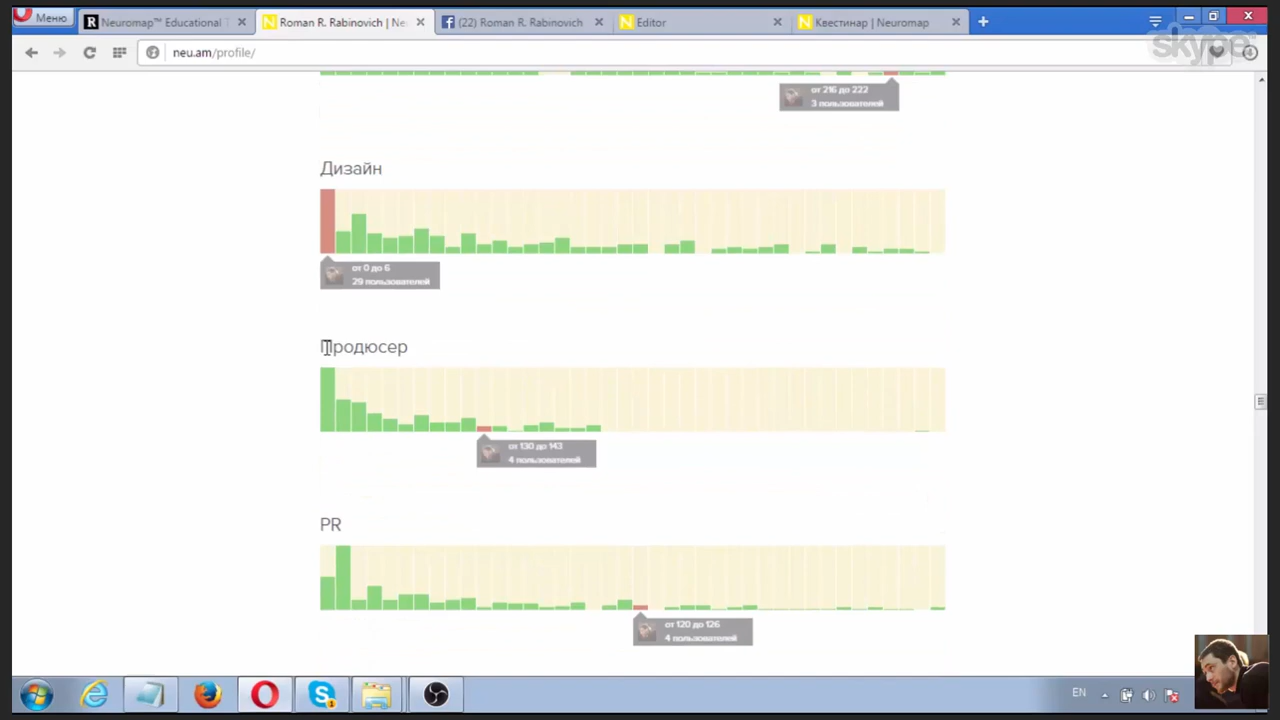 Меню
Neuromap™ Educational T
Roman R. Rabinovich | Ne
(22) Roman R. Rabinovich
Editor
Квестинар | Neuromap
skype
neu.am/profile/
от 216 до 222
3 пользователей
Дизайн
от 0 до 6
29 пользователей
Продюсер
от 130 до 143
4 пользователей
PR
от 120 до 126
4 пользователей
EN